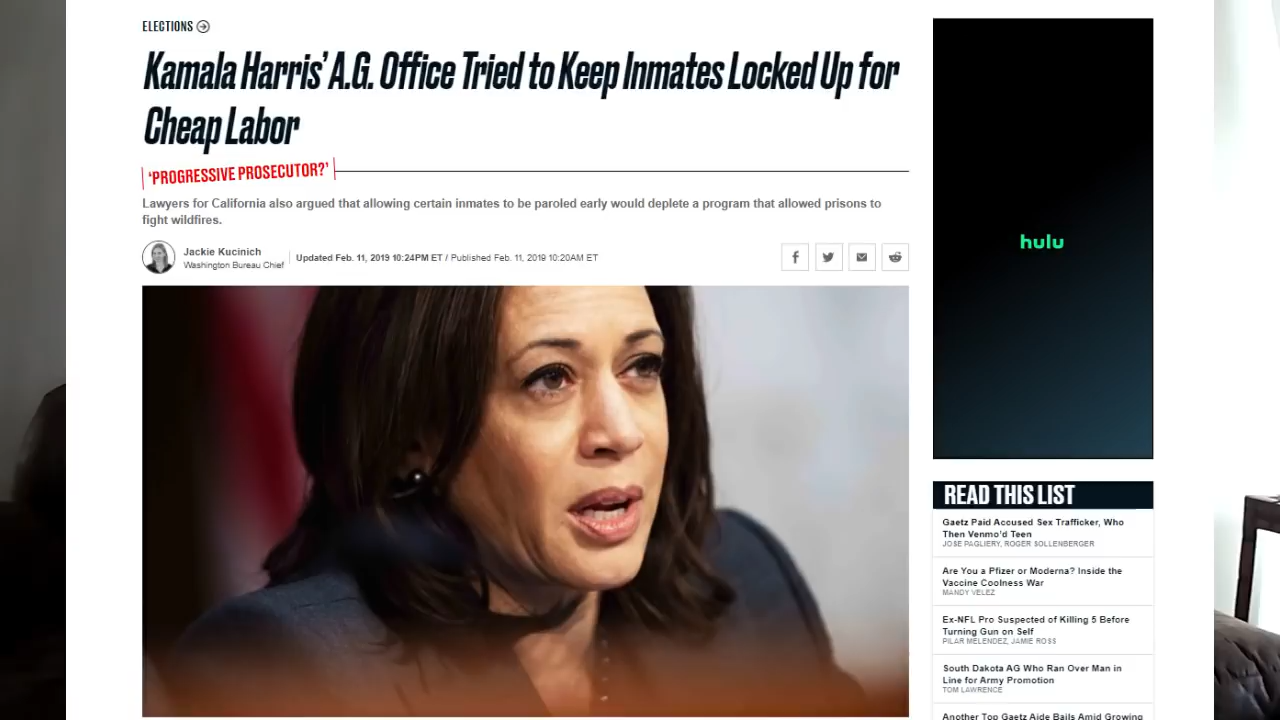 ELECTIONS
Kamala Harris' A.G. Office Tried to Keep Inmates Locked Up for
Cheap Labor
'PROGRESSIVE PROSECUTOR?'
Lawyers for California also argued that allowing certain inmates to be paroled early would deplete a program that allowed prisons to
fight wildfires.
Jackie Kucinich
Washington Bureau Chief
Updated Feb. 11, 2019 10:24PM ET / Published Feb. 11, 2019 10:20AM ET
hulu
READ THIS LIST
Gaetz Paid Accused Sex Trafficker, Who
Then Venmo'd Teen
JOSE PAGLIERY, ROGER SOLLENBERGER
Are You a Pfizer or Moderna? Inside the
Vaccine Coolness War
MANDY VELEZ
Ex-NFL Pro Suspected of Killing 5 Before
Turning Gun on Self
PILAR MELENDEZ, JAMIE ROSS
South Dakota AG Who Ran Over Man in
Line for Army Promotion
TOM LAWRENCE
Another Top Gaetz Aide Bails Amid Growing